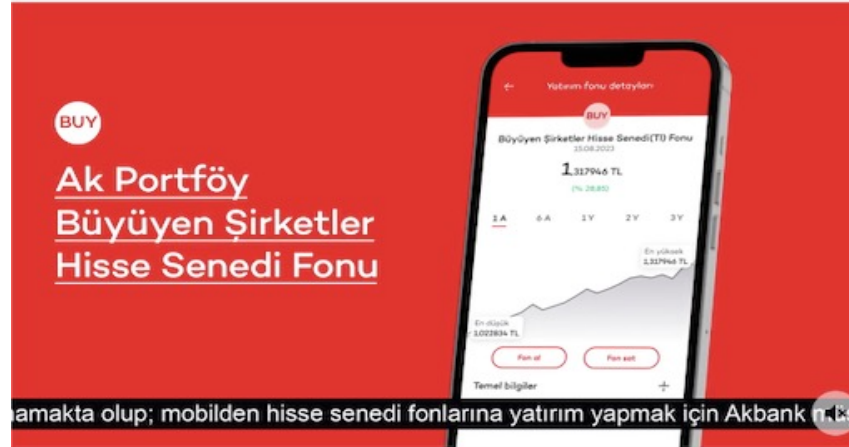 BUY
Ak Portföy
Büyüyen Şirketler
Hisse Senedi Fonu
Yatırım fonu detayları
BUY
Büyüyen Şirketler Hisse Senedi(TL) Fonu
15.08.2023
1,317946 TL
(% 28,85)
1 A 6 A 1 Y 2 Y 3 Y
En yüksek
1,317946 TL
En düşük
1,022834 TL
Fon al Fon sat
Temel bilgiler
namakta olup; mobilden hisse senedi fonlarına yatırım yapmak için Akbank